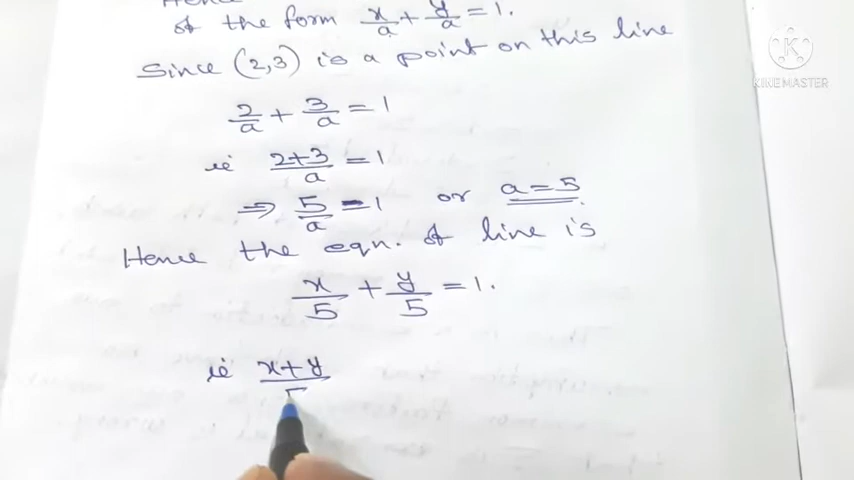 Hence
of the form x/a + y/a = 1.
Since (2,3) is a point on this line
2/a + 3/a = 1
ie (2+3)/a = 1
⇒ 5/a = 1 or a = 5.
Hence the eqn. of line is
x/5 + y/5 = 1.
ie (x+y)/5
KINEMASTER